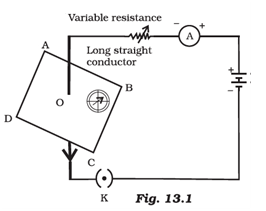 Variable resistance
− +
A
A
Long straight
conductor
+
−
B
O
D
C
K
Fig. 13.1